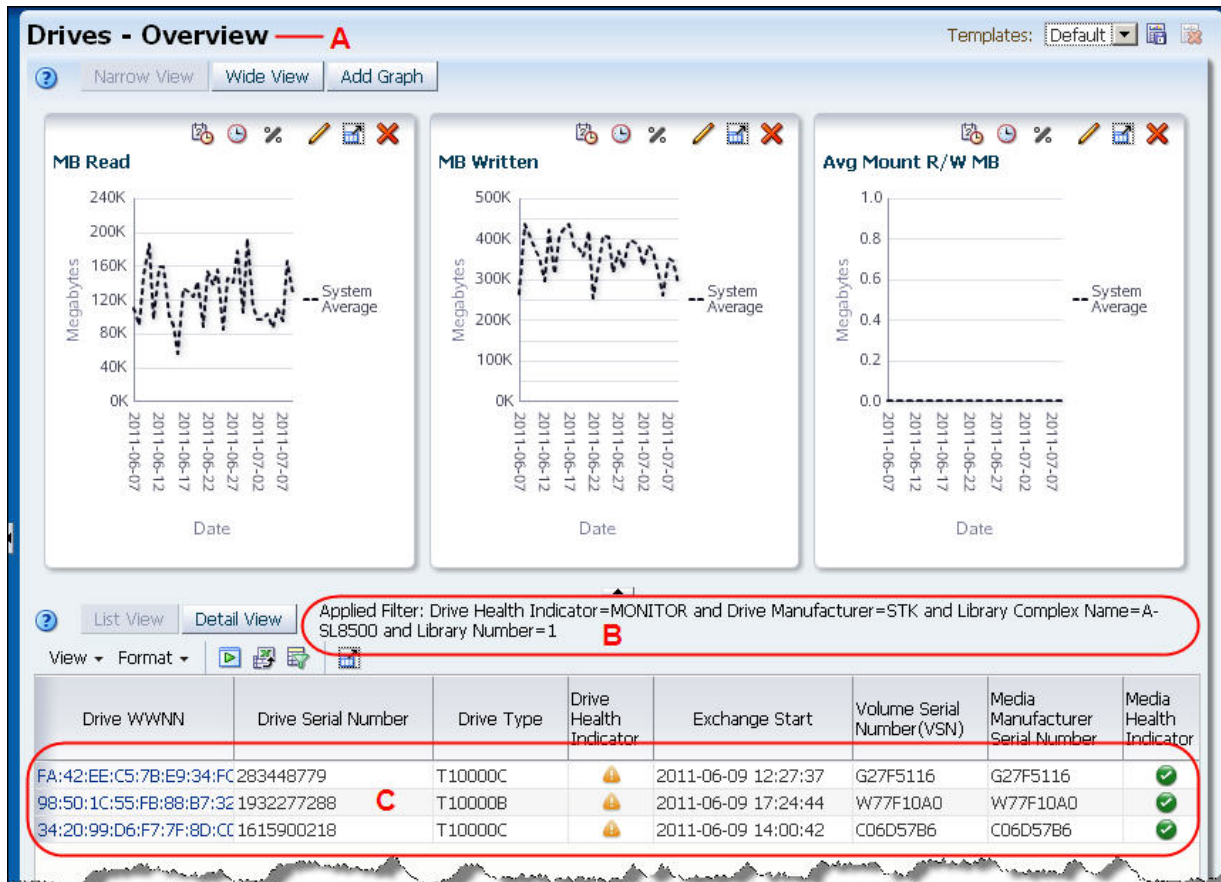 Drives - Overview
A
Templates: Default
Narrow View Wide View Add Graph
MB Read
240K
200K
160K
120K
80K
40K
0K
Megabytes
System
Average
2011-06-07
2011-06-12
2011-06-17
2011-06-22
2011-06-27
2011-07-02
2011-07-07
Date
MB Written
500K
400K
300K
200K
100K
0K
Megabytes
System
Average
2011-06-07
2011-06-12
2011-06-17
2011-06-22
2011-06-27
2011-07-02
2011-07-07
Date
Avg Mount R/W MB
1.0
0.8
0.6
0.4
0.2
0.0
Megabytes
System
Average
2011-06-07
2011-06-12
2011-06-17
2011-06-22
2011-06-27
2011-07-02
2011-07-07
Date
List View Detail View
Applied Filter: Drive Health Indicator=MONITOR and Drive Manufacturer=STK and Library Complex Name=A-
SL8500 and Library Number=1
B
View Format
Drive WWNN
Drive Serial Number
Drive Type
Drive
Health
Indicator
Exchange Start
Volume Serial
Number(VSN)
Media
Manufacturer
Serial Number
Media
Health
Indicator
FA:42:EE:C5:7B:E9:34:FC 283448779 T10000C 2011-06-09 12:27:37 G27F5116 G27F5116
98:50:1C:55:FB:88:B7:32 1932277288 T10000B 2011-06-09 17:24:44 W77F10A0 W77F10A0
C
34:20:99:D6:F7:7F:8D:C0 1615900218 T10000C 2011-06-09 14:00:42 C06D57B6 C06D57B6